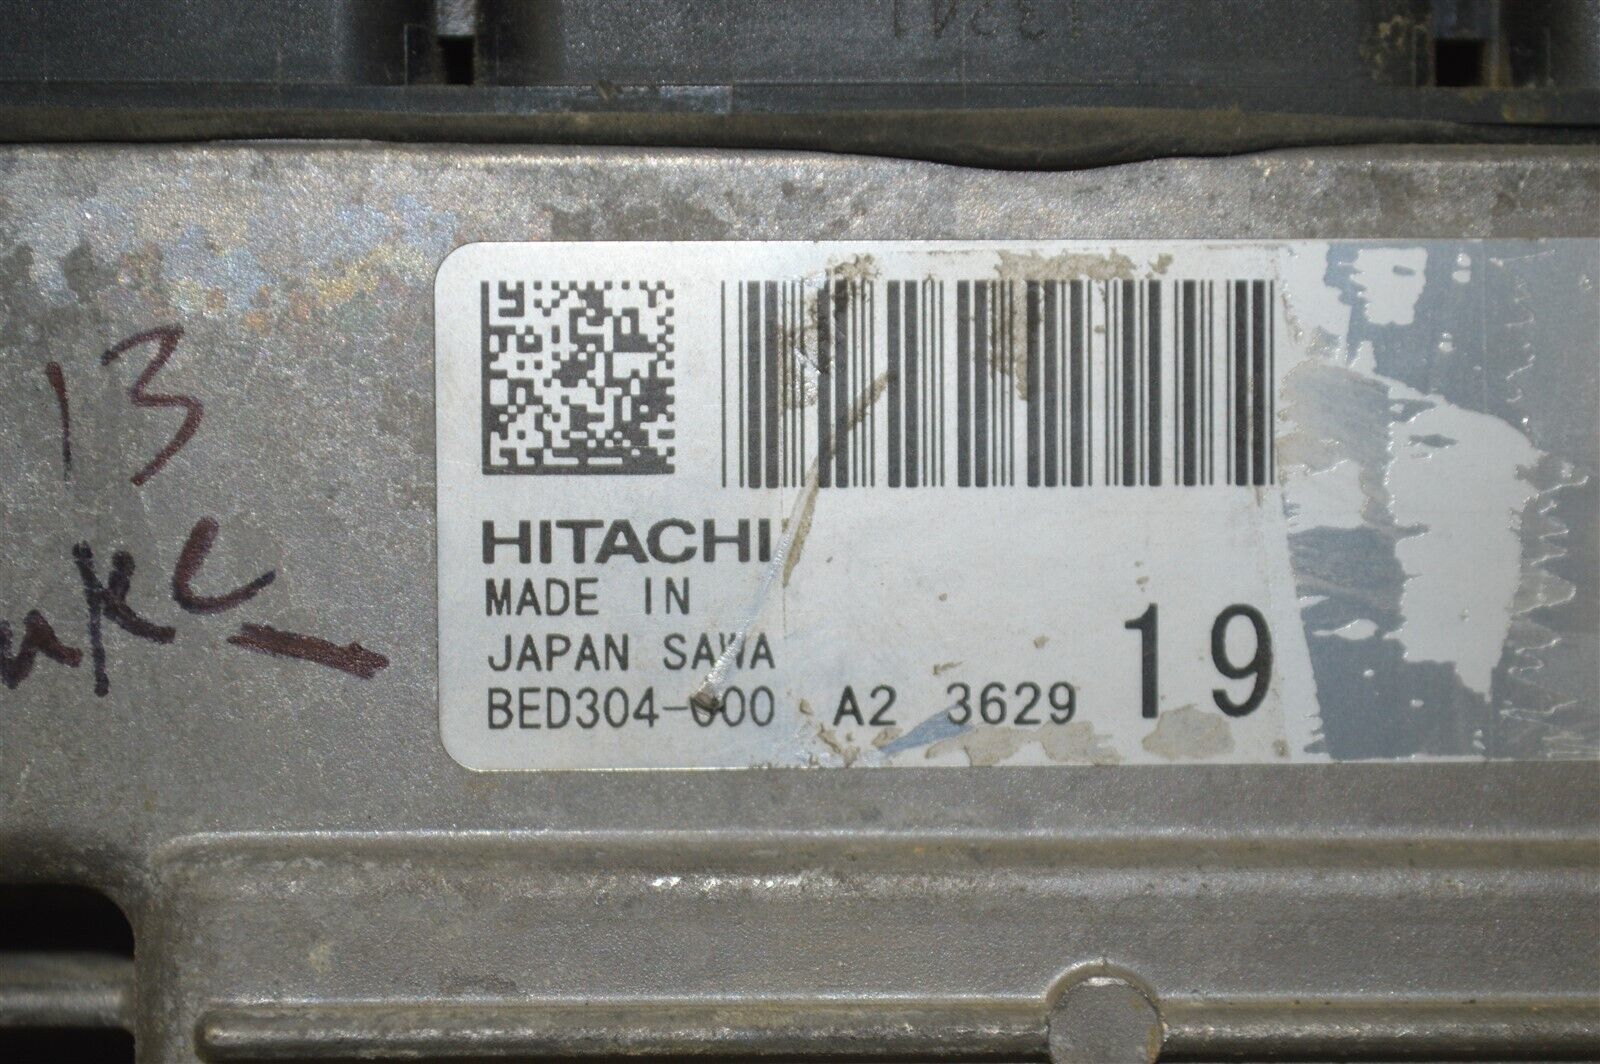 13
HITACHI
MADE IN
JAPAN SAWA
BED304-000 A2 3629 19